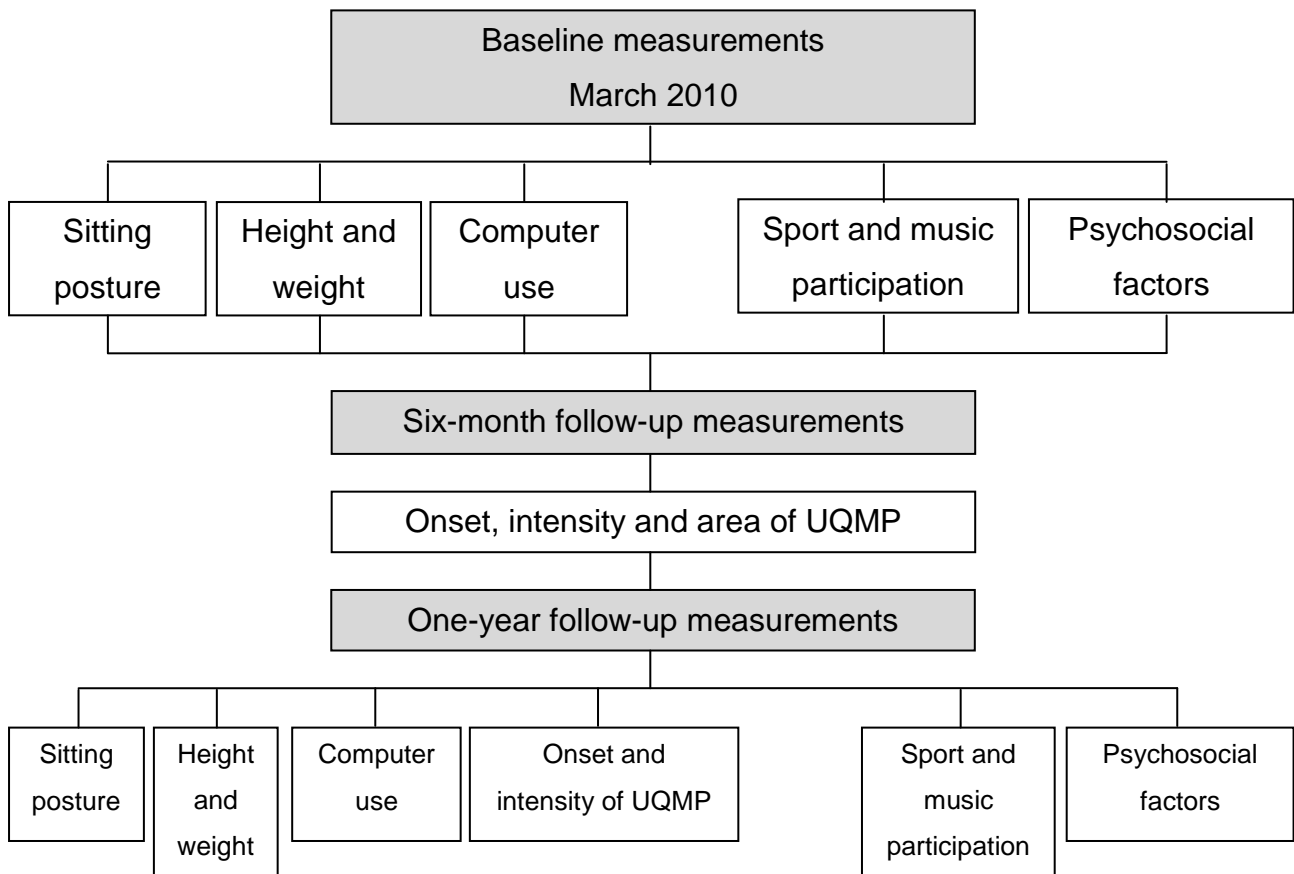 Baseline measurements
March 2010
Sitting
posture
Height and
weight
Computer
use
Sport and music
participation
Psychosocial
factors
Six-month follow-up measurements
Onset, intensity and area of UQMP
One-year follow-up measurements
Sitting
posture
Height
and
weight
Computer
use
Onset and
intensity of UQMP
Sport and
music
participation
Psychosocial
factors